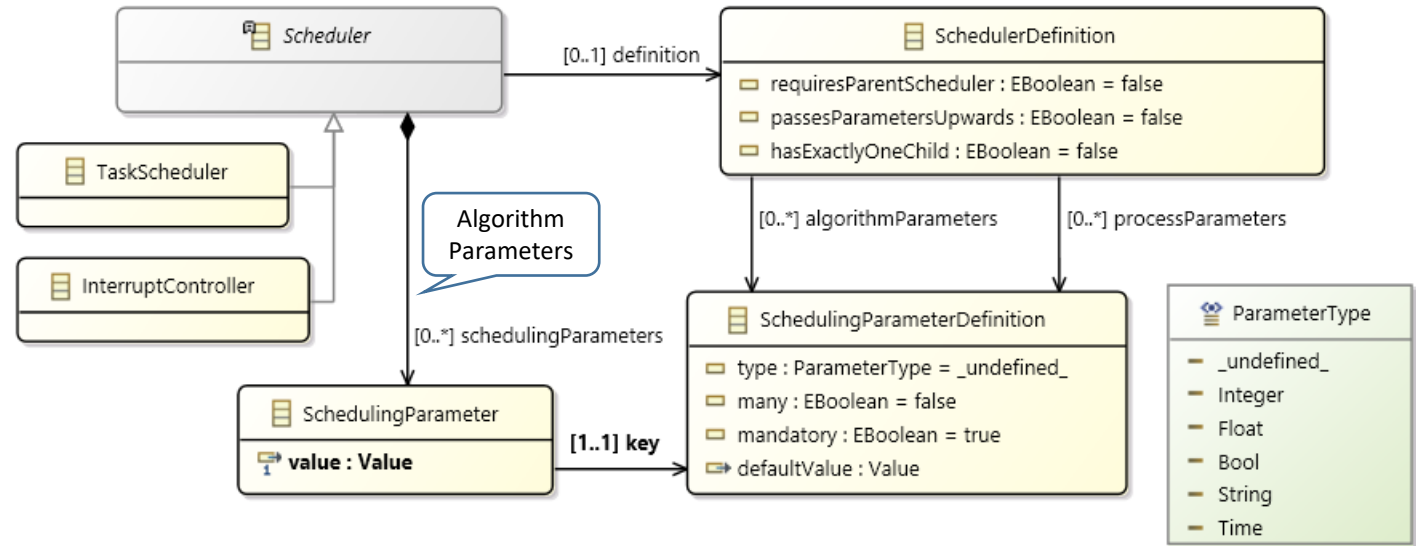 Scheduler
[0..1] definition
SchedulerDefinition
requiresParentScheduler : EBoolean = false
passesParametersUpwards : EBoolean = false
hasExactlyOneChild : EBoolean = false
TaskScheduler
InterruptController
Algorithm
Parameters
[0..*] schedulingParameters
[0..*] algorithmParameters
[0..*] processParameters
SchedulingParameter
value : Value
1
[1..1] key
SchedulingParameterDefinition
type : ParameterType = _undefined_
many : EBoolean = false
mandatory : EBoolean = true
defaultValue : Value
ParameterType
_undefined_
Integer
Float
Bool
String
Time